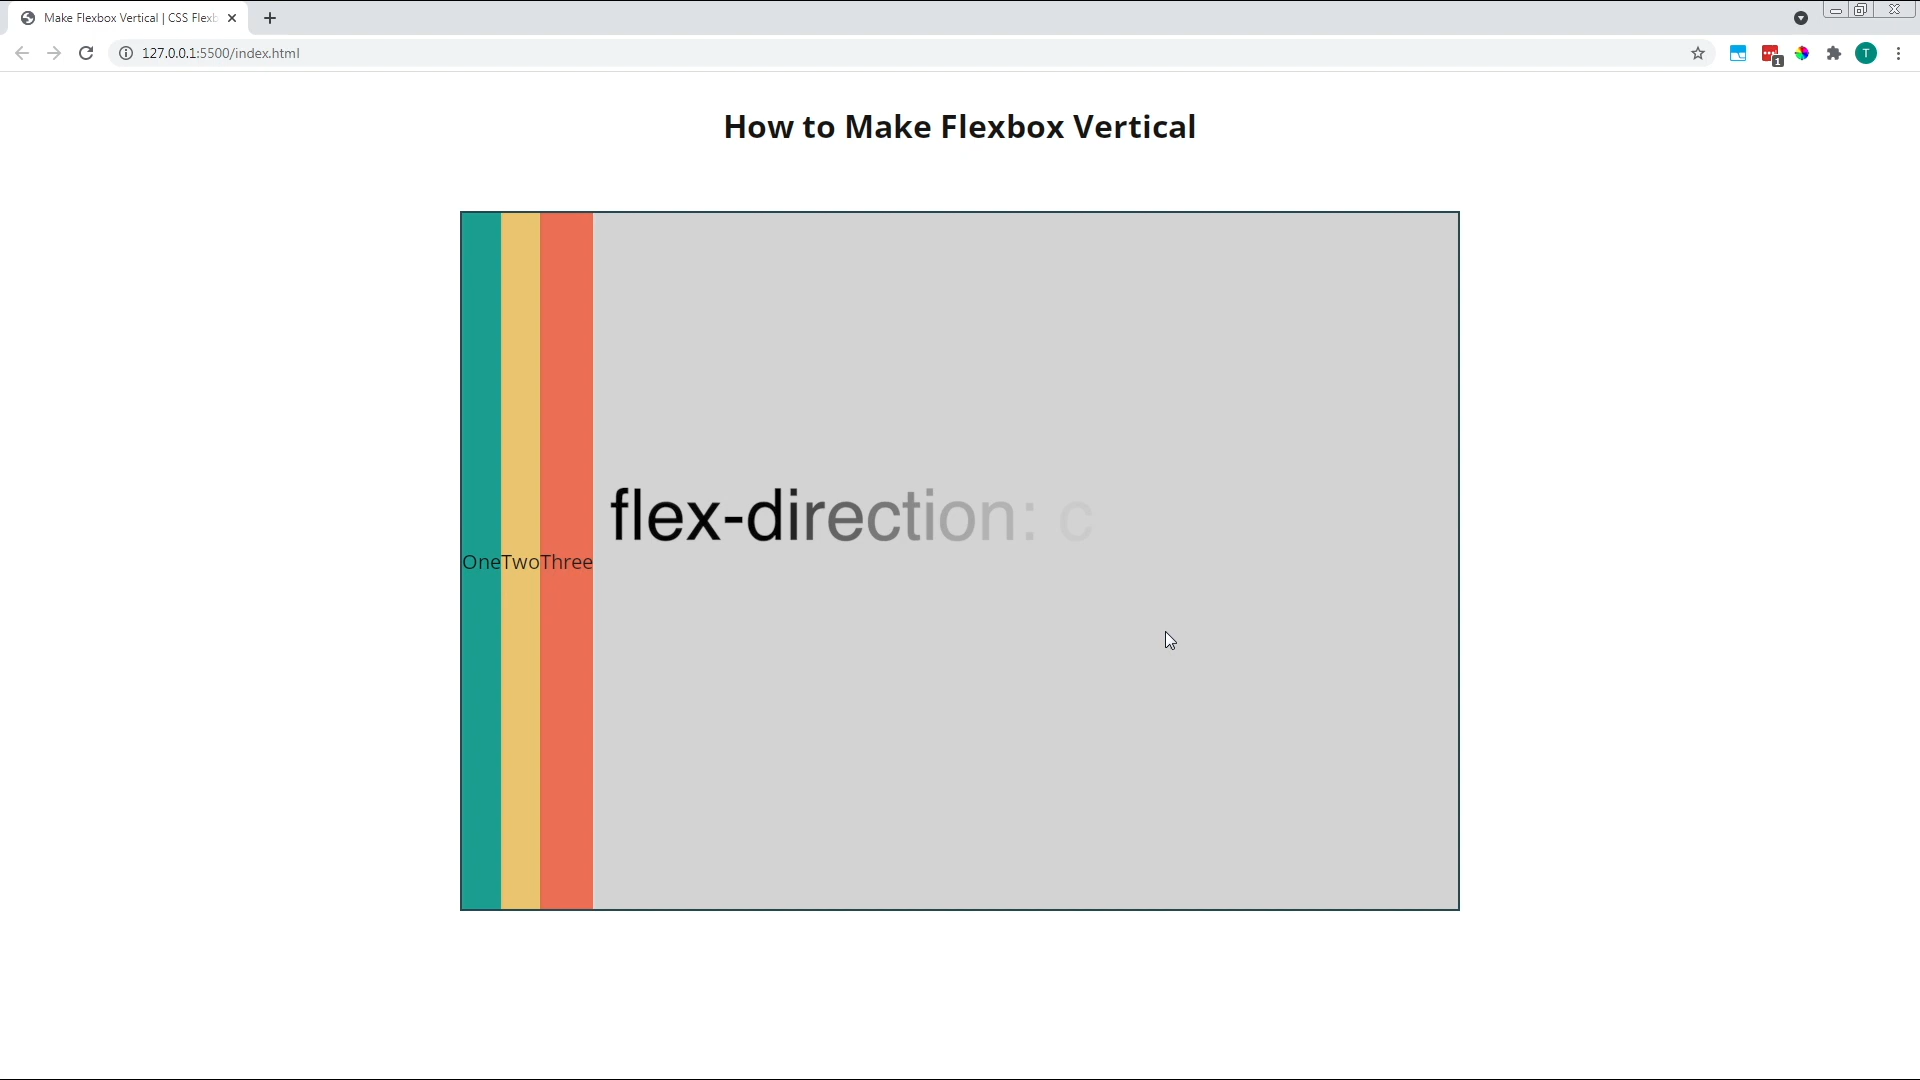 Make Flexbox Vertical | CSS Flexb
127.0.0.1:5500/index.html
1
T
How to Make Flexbox Vertical
flex-direction: c
OneTwoThree